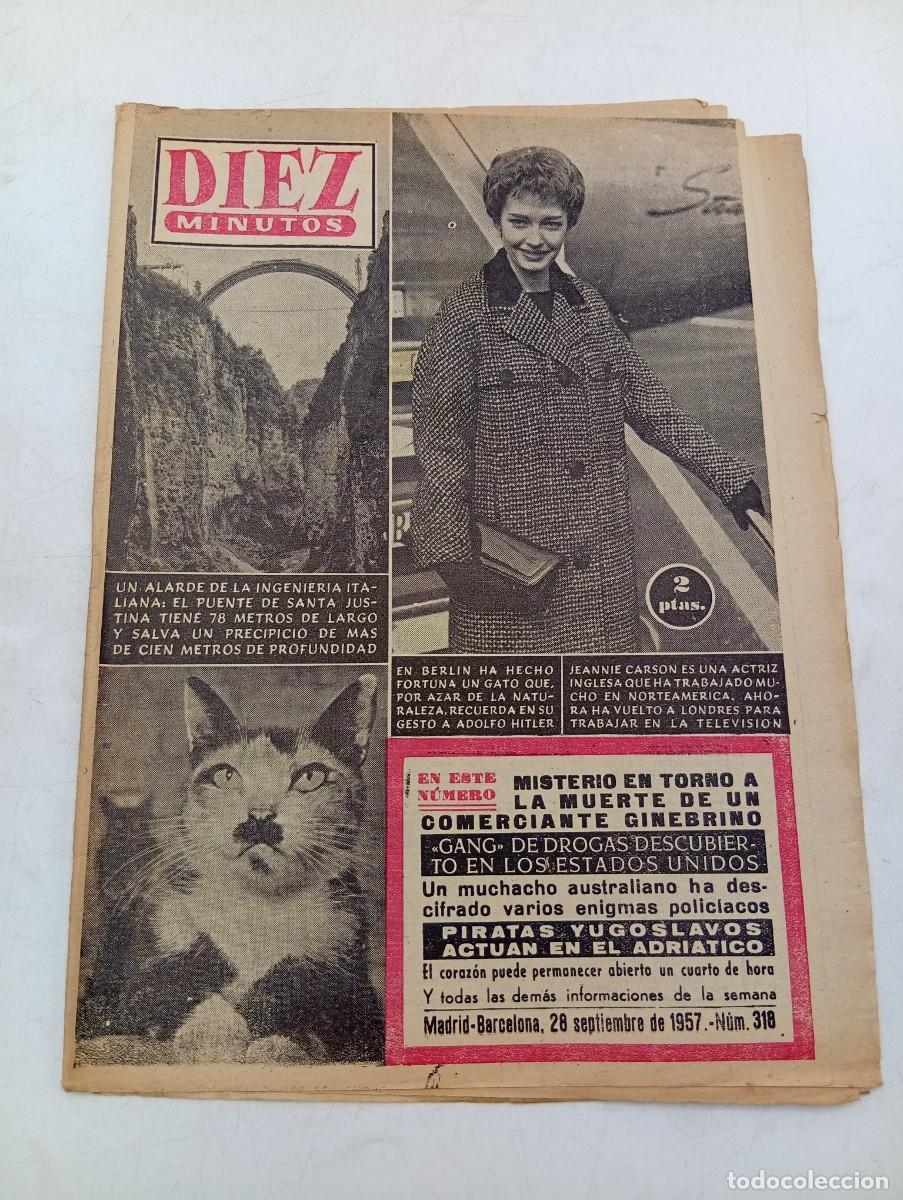 DIEZ
MINUTOS
UN ALARDE DE LA INGENIERIA ITA-
LIANA: EL PUENTE DE SANTA JUS-
TINA TIENE 78 METROS DE LARGO
Y SALVA UN PRECIPICIO DE MAS
DE CIEN METROS DE PROFUNDIDAD
2
ptas.
EN BERLIN HA HECHO
FORTUNA UN GATO QUE,
POR AZAR DE LA NATU-
RALEZA, RECUERDA EN SU
GESTO A ADOLFO HITLER
JEANNIE CARSON ES UNA ACTRIZ
INGLESA QUE HA TRABAJADO MU-
CHO EN NORTEAMERICA. AHO-
RA HA VUELTO A LONDRES PARA
TRABAJAR EN LA TELEVISION
EN ESTE
NÚMERO
MISTERIO EN TORNO A
LA MUERTE DE UN
COMERCIANTE GINEBRINO
«GANG» DE DROGAS DESCUBIER-
TO EN LOS ESTADOS UNIDOS
Un muchacho australiano ha des-
cifrado varios enigmas policíacos
PIRATAS YUGOSLAVOS
ACTUAN EN EL ADRIATICO
El corazón puede permanecer abierto un cuarto de hora
Y todas las demás informaciones de la semana
Madrid-Barcelona, 28 septiembre de 1957.-Núm. 318
todocoleccion